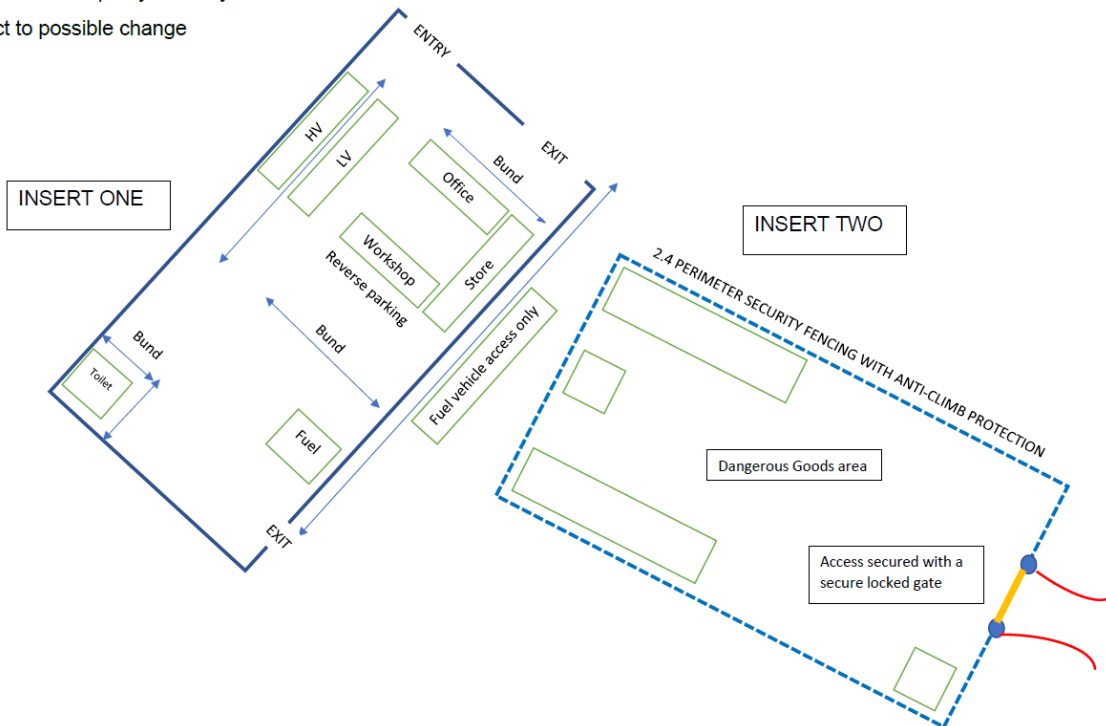 ct to possible change
ENTRY
EXIT
HV
LV
Bund
Office
INSERT ONE
Workshop
Store
Reverse parking
Bund
Fuel vehicle access only
Bund
Toilet
Fuel
EXIT
INSERT TWO
2.4 PERIMETER SECURITY FENCING WITH ANTI-CLIMB PROTECTION
Dangerous Goods area
Access secured with a
secure locked gate